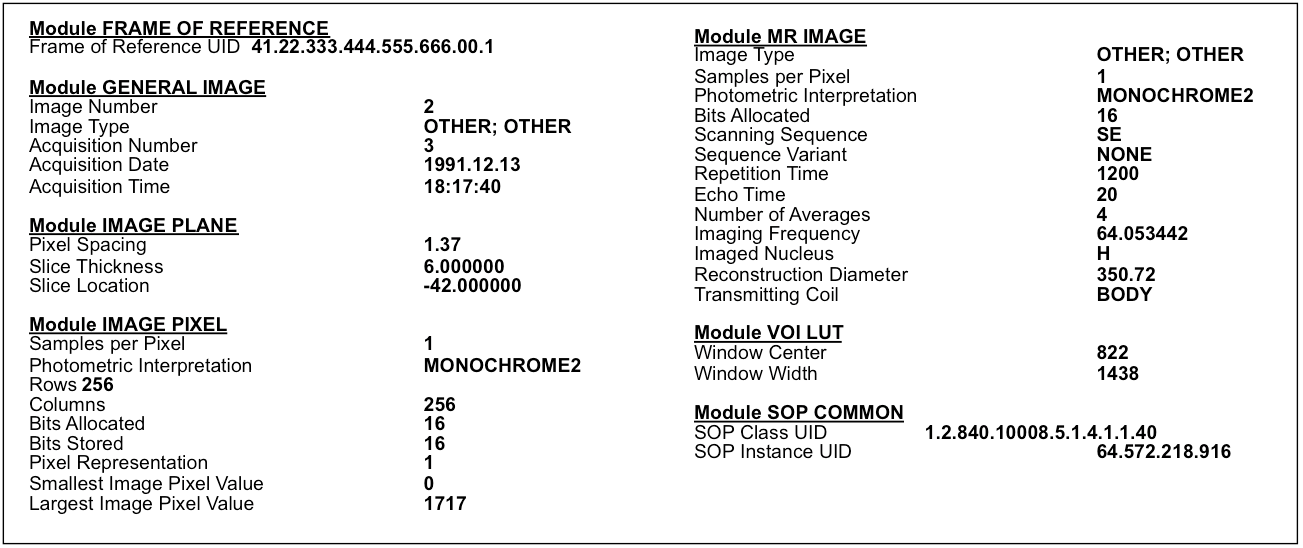 Module FRAME OF REFERENCE
Frame of Reference UID 41.22.333.444.555.666.00.1
Module GENERAL IMAGE
Image Number 2
Image Type OTHER; OTHER
Acquisition Number 3
Acquisition Date 1991.12.13
Acquisition Time 18:17:40
Module IMAGE PLANE
Pixel Spacing 1.37
Slice Thickness 6.000000
Slice Location -42.000000
Module IMAGE PIXEL
Samples per Pixel 1
Photometric Interpretation MONOCHROME2
Rows 256
Columns 256
Bits Allocated 16
Bits Stored 16
Pixel Representation 1
Smallest Image Pixel Value 0
Largest Image Pixel Value 1717
Module MR IMAGE
Image Type OTHER; OTHER
Samples per Pixel 1
Photometric Interpretation MONOCHROME2
Bits Allocated 16
Scanning Sequence SE
Sequence Variant NONE
Repetition Time 1200
Echo Time 20
Number of Averages 4
Imaging Frequency 64.053442
Imaged Nucleus H
Reconstruction Diameter 350.72
Transmitting Coil BODY
Module VOI LUT
Window Center 822
Window Width 1438
Module SOP COMMON
SOP Class UID 1.2.840.10008.5.1.4.1.1.40
SOP Instance UID 64.572.218.916